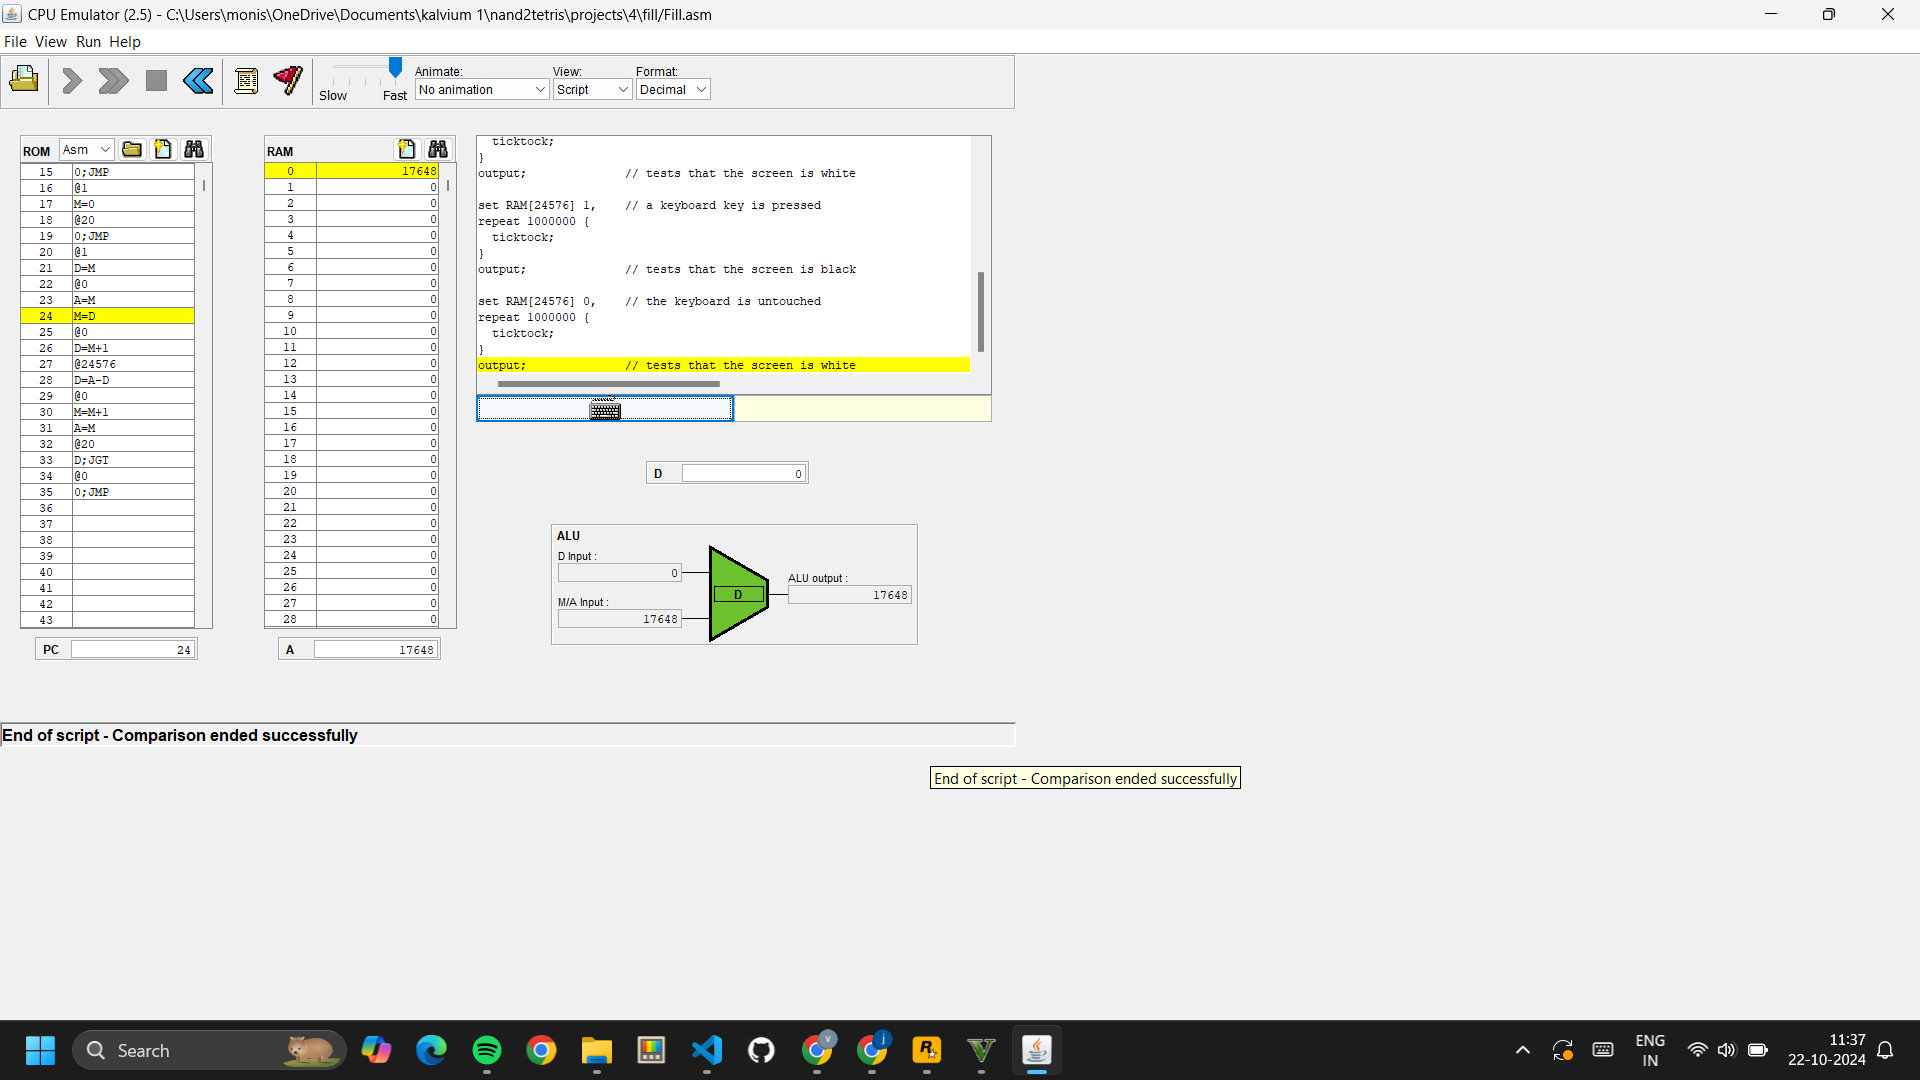 CPU Emulator (2.5) - C:\Users\monis\OneDrive\Documents\kalvium 1\nand2tetris\projects\4\fill/Fill.asm
File View Run Help
Slow Fast
Animate:
No animation
View:
Script
Format:
Decimal
ROM Asm
15 0;JMP
16 @1
17 M=0
18 @20
19 0;JMP
20 @1
21 D=M
22 @0
23 A=M
24 M=D
25 @0
26 D=M+1
27 @24576
28 D=A-D
29 @0
30 M=M+1
31 A=M
32 @20
33 D;JGT
34 @0
35 0;JMP
36
37
38
39
40
41
42
43
PC 24
RAM
0 17648
1 0
2 0
3 0
4 0
5 0
6 0
7 0
8 0
9 0
10 0
11 0
12 0
13 0
14 0
15 0
16 0
17 0
18 0
19 0
20 0
21 0
22 0
23 0
24 0
25 0
26 0
27 0
28 0
A 17648
ticktock;
}
output; // tests that the screen is white
set RAM[24576] 1, // a keyboard key is pressed
repeat 1000000 {
ticktock;
}
output; // tests that the screen is black
set RAM[24576] 0, // the keyboard is untouched
repeat 1000000 {
ticktock;
}
output; // tests that the screen is white
D 0
ALU
D Input :
0
M/A Input :
17648
D
ALU output :
17648
End of script - Comparison ended successfully
End of script - Comparison ended successfully
Search
ENG
IN
11:37
22-10-2024